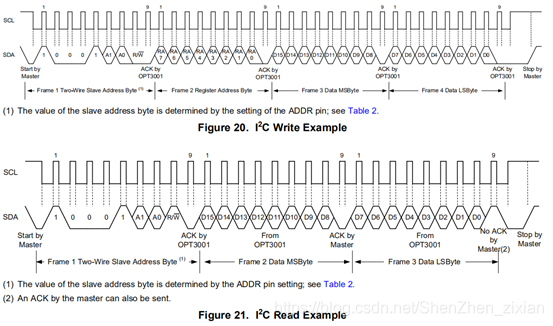 1 9 1 9 1 9 1 9
SCL
SDA 1 0 0 0 1 A1 A0 R/W RA7 RA6 RA5 RA4 RA3 RA2 RA1 RA0 D15 D14 D13 D12 D11 D10 D9 D8 D7 D6 D5 D4 D3 D2 D1 D0
Start by Master ACK by OPT3001 ACK by OPT3001 ACK by OPT3001 ACK by OPT3001 Stop by Master
Frame 1 Two-Wire Slave Address Byte (1) Frame 2 Register Address Byte Frame 3 Data MSByte Frame 4 Data LSByte
(1) The value of the slave address byte is determined by the setting of the ADDR pin; see Table 2.
Figure 20. I2C Write Example
1 9 1 9 1 9
SCL
SDA 1 0 0 0 1 A1 A0 R/W D15 D14 D13 D12 D11 D10 D9 D8 D7 D6 D5 D4 D3 D2 D1 D0
Start by Master ACK by OPT3001 From OPT3001 ACK by Master From OPT3001 No ACK by Master(2) Stop by Master
Frame 1 Two-Wire Slave Address Byte (1) Frame 2 Data MSByte Frame 3 Data LSByte
(1) The value of the slave address byte is determined by the ADDR pin setting; see Table 2.
(2) An ACK by the master can also be sent.
https://blog.csdn.net/ShenZhen_zixian
Figure 21. I2C Read Example